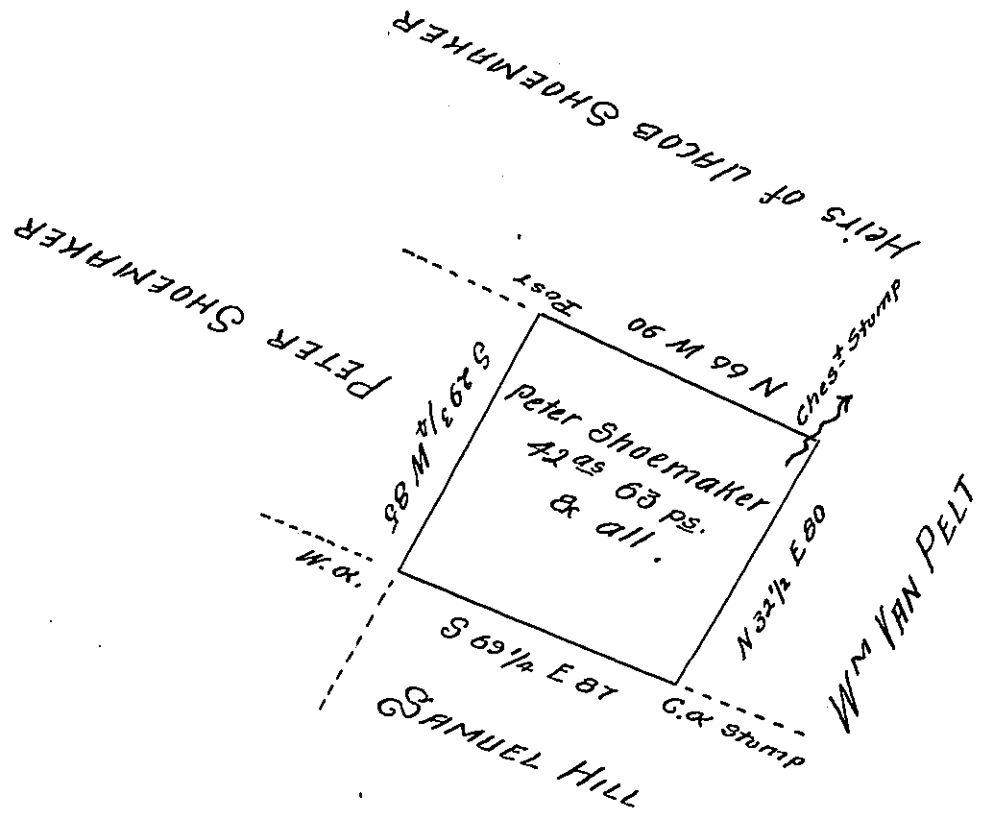 Heirs of JACOB SHOEMAKER
PETER SHOEMAKER
Post
N 66 W 90
Ches.t Stump
S 29 3/4 W 85
Peter Shoemaker
42 as 63 ps.
& all.
N 32 1/2 E 80
Wm VAN PELT
W.o.
S 69 1/4 E 87
C.o Stump
SAMUEL HILL